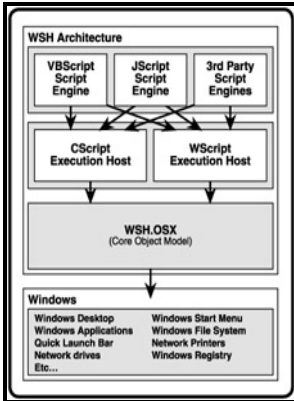 WSH Architecture
VBScript
Script
Engine
JScript
Script
Engine
3rd Party
Script
Engines
CScript
Execution Host
WScript
Execution Host
WSH.OSX
(Core Object Model)
Windows
Windows Desktop
Windows Applications
Quick Launch Bar
Network drives
Etc...
Windows Start Menu
Windows File System
Network Printers
Windows Registry